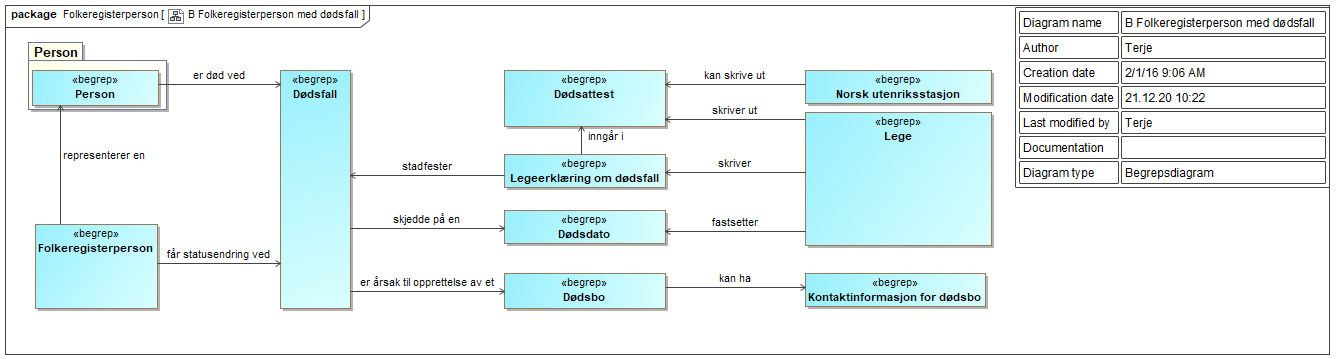 package Folkeregisterperson [ B Folkeregisterperson med dødsfall ]
Diagram name B Folkeregisterperson med dødsfall
Author Terje
Creation date 2/1/16 9:06 AM
Modification date 21.12.20 10:22
Last modified by Terje
Documentation
Diagram type Begrepsdiagram
Person
«begrep»
Person
er død ved
«begrep»
Dødsfall
«begrep»
Dødsattest
kan skrive ut
«begrep»
Norsk utenriksstasjon
skriver ut
«begrep»
Lege
inngår i
representerer en
stadfester
«begrep»
Legeerklæring om dødsfall
skriver
skjedde på en
«begrep»
Dødsdato
fastsetter
«begrep»
Folkeregisterperson
får statusendring ved
er årsak til opprettelse av et
«begrep»
Dødsbo
kan ha
«begrep»
Kontaktinformasjon for dødsbo